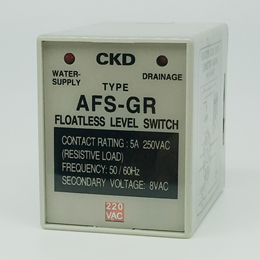 CKD
WATER-
SUPPLY
DRAINAGE
TYPE
AFS-GR
FLOATLESS LEVEL SWITCH
CONTACT RATING : 5A 250VAC
(RESISTIVE LOAD)
FREQUENCY: 50 / 60Hz
SECONDARY VOLTAGE: 8VAC
220
VAC